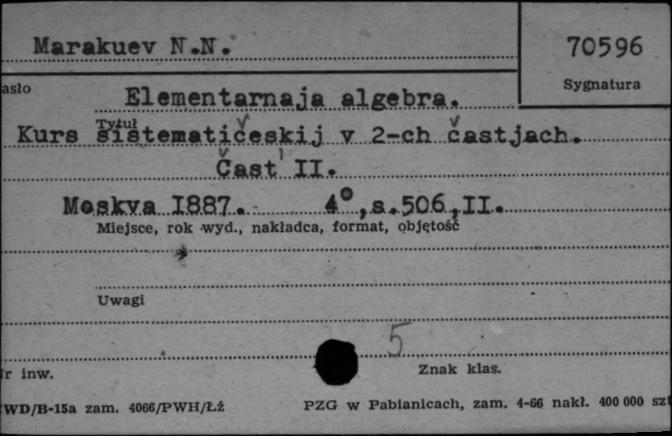 Marakuev N.N.
70596
asło
Sygnatura
Elementarnaja algebra.
Tytuł
Kurs sistematičeskij v 2-ch častjach.
Čast' II.
Moskva I887. 4°,s.506,II.
Miejsce, rok wyd., nakładca, format, objętość
Uwagi
5
r inw.
Znak klas.
WD/B-15a zam. 4066/PWH/Łź
PZG w Pabianicach, zam. 4-66 nakł. 400 000 szt